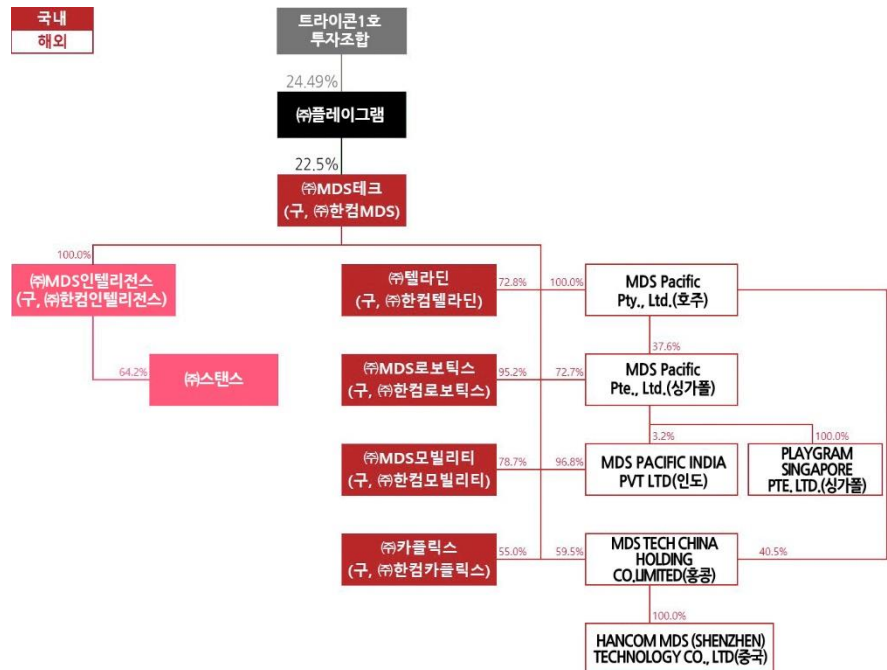 국내
해외
트라이콘1호
투자조합
24.49%
㈜플레이그램
22.5%
㈜MDS테크
(구, ㈜한컴MDS)
100.0%
㈜MDS인텔리전스
(구, ㈜한컴인텔리전스)
64.2%
㈜스탠스
㈜텔라딘
(구, ㈜한컴텔라딘)
72.8%
100.0%
MDS Pacific
Pty., Ltd.(호주)
37.6%
㈜MDS로보틱스
(구, ㈜한컴로보틱스)
95.2%
72.7%
MDS Pacific
Pte., Ltd.(싱가폴)
3.2%
100.0%
㈜MDS모빌리티
(구, ㈜한컴모빌리티)
78.7%
96.8%
MDS PACIFIC INDIA
PVT LTD(인도)
PLAYGRAM
SINGAPORE
PTE. LTD.(싱가폴)
㈜카플릭스
(구, ㈜한컴카플릭스)
55.0%
59.5%
MDS TECH CHINA
HOLDING
CO.LIMITED(홍콩)
40.5%
100.0%
HANCOM MDS (SHENZHEN)
TECHNOLOGY CO., LTD(중국)